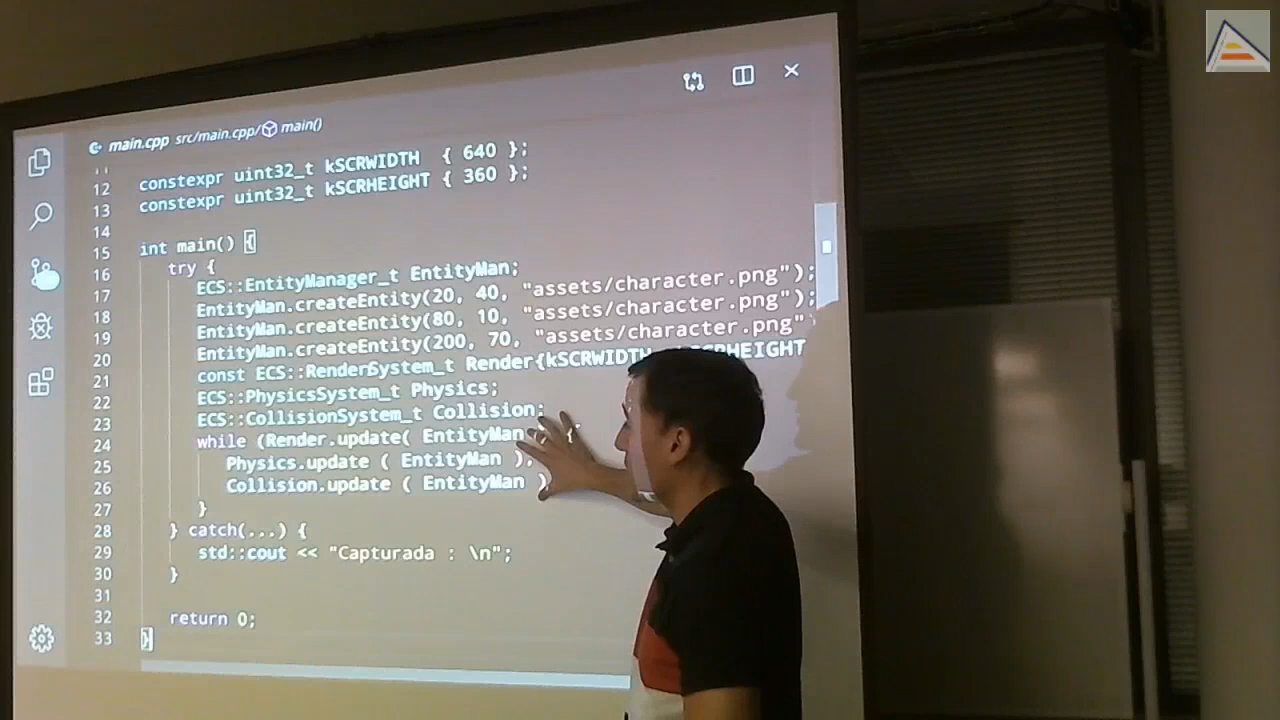 main.cpp src/main.cpp/ main()
12 constexpr uint32_t kSCRWIDTH { 640 };
13 constexpr uint32_t kSCRHEIGHT { 360 };
14
15 int main() {
16 try {
17 ECS::EntityManager_t EntityMan;
18 EntityMan.createEntity(20, 40, "assets/character.png");
19 EntityMan.createEntity(80, 10, "assets/character.png");
20 EntityMan.createEntity(200, 70, "assets/character.png"
21 const ECS::RenderSystem_t Render{kSCRWIDTH
22 ECS::PhysicsSystem_t Physics;
23 ECS::CollisionSystem_t Collision;
24 while (Render.update( EntityMan {
25 Physics.update ( EntityMan );
26 Collision.update ( EntityMan )
27 }
28 } catch(...) {
29 std::cout << "Capturada : \n";
30 }
31
32 return 0;
33 }